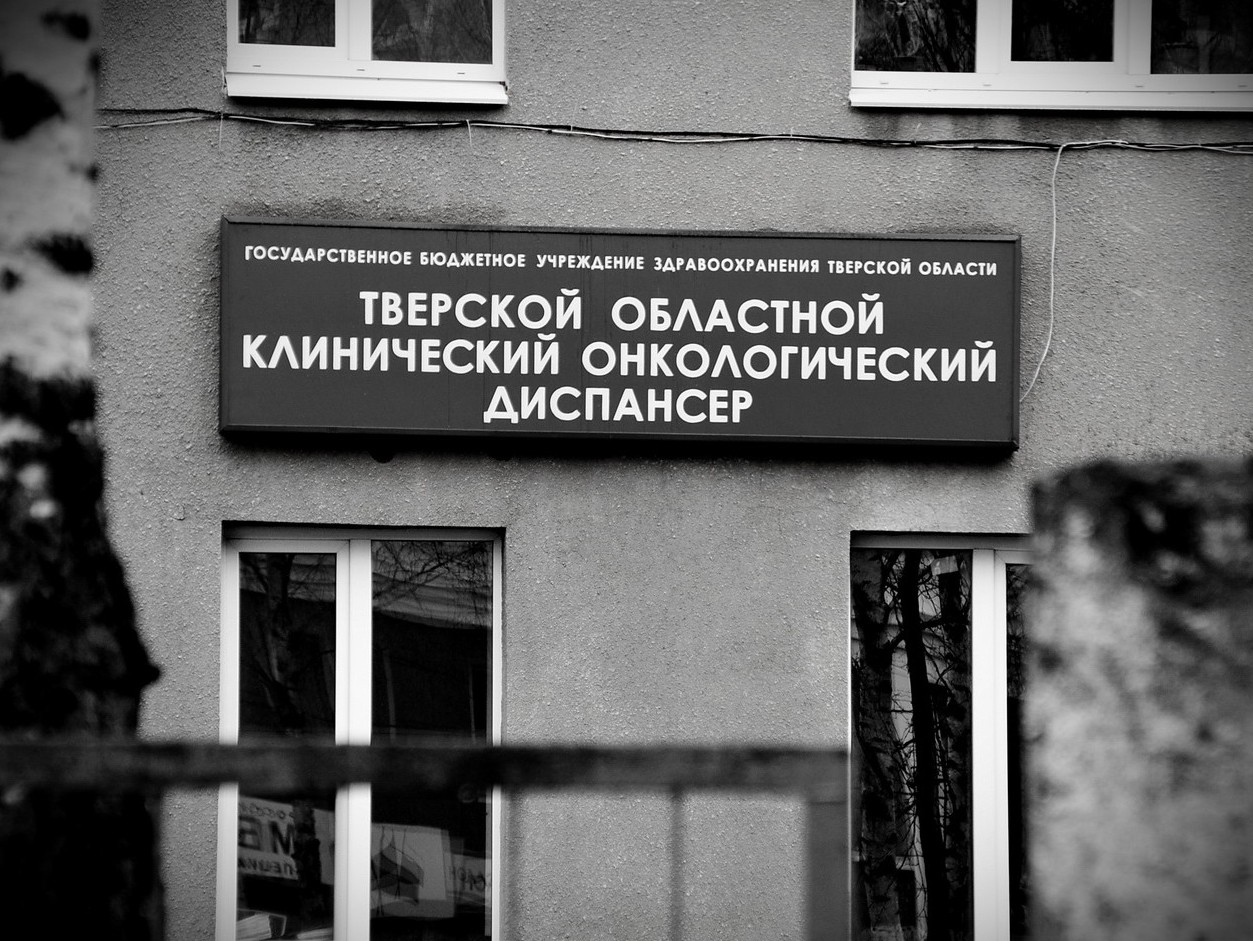 ГОСУДАРСТВЕННОЕ БЮДЖЕТНОЕ УЧРЕЖДЕНИЕ ЗДРАВООХРАНЕНИЯ ТВЕРСКОЙ ОБЛАСТИ
ТВЕРСКОЙ ОБЛАСТНОЙ
КЛИНИЧЕСКИЙ ОНКОЛОГИЧЕСКИЙ
ДИСПАНСЕР